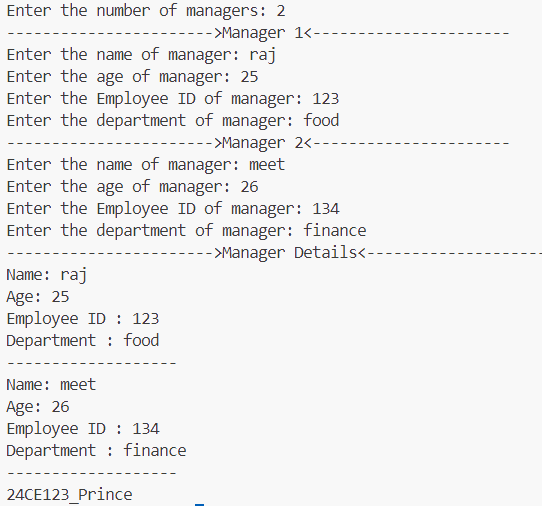 Enter the number of managers: 2
----------------------->Manager 1<----------------------
Enter the name of manager: raj
Enter the age of manager: 25
Enter the Employee ID of manager: 123
Enter the department of manager: food
----------------------->Manager 2<----------------------
Enter the name of manager: meet
Enter the age of manager: 26
Enter the Employee ID of manager: 134
Enter the department of manager: finance
----------------------->Manager Details<--------------------
Name: raj
Age: 25
Employee ID : 123
Department : food
-------------------
Name: meet
Age: 26
Employee ID : 134
Department : finance
-------------------
24CE123_Prince